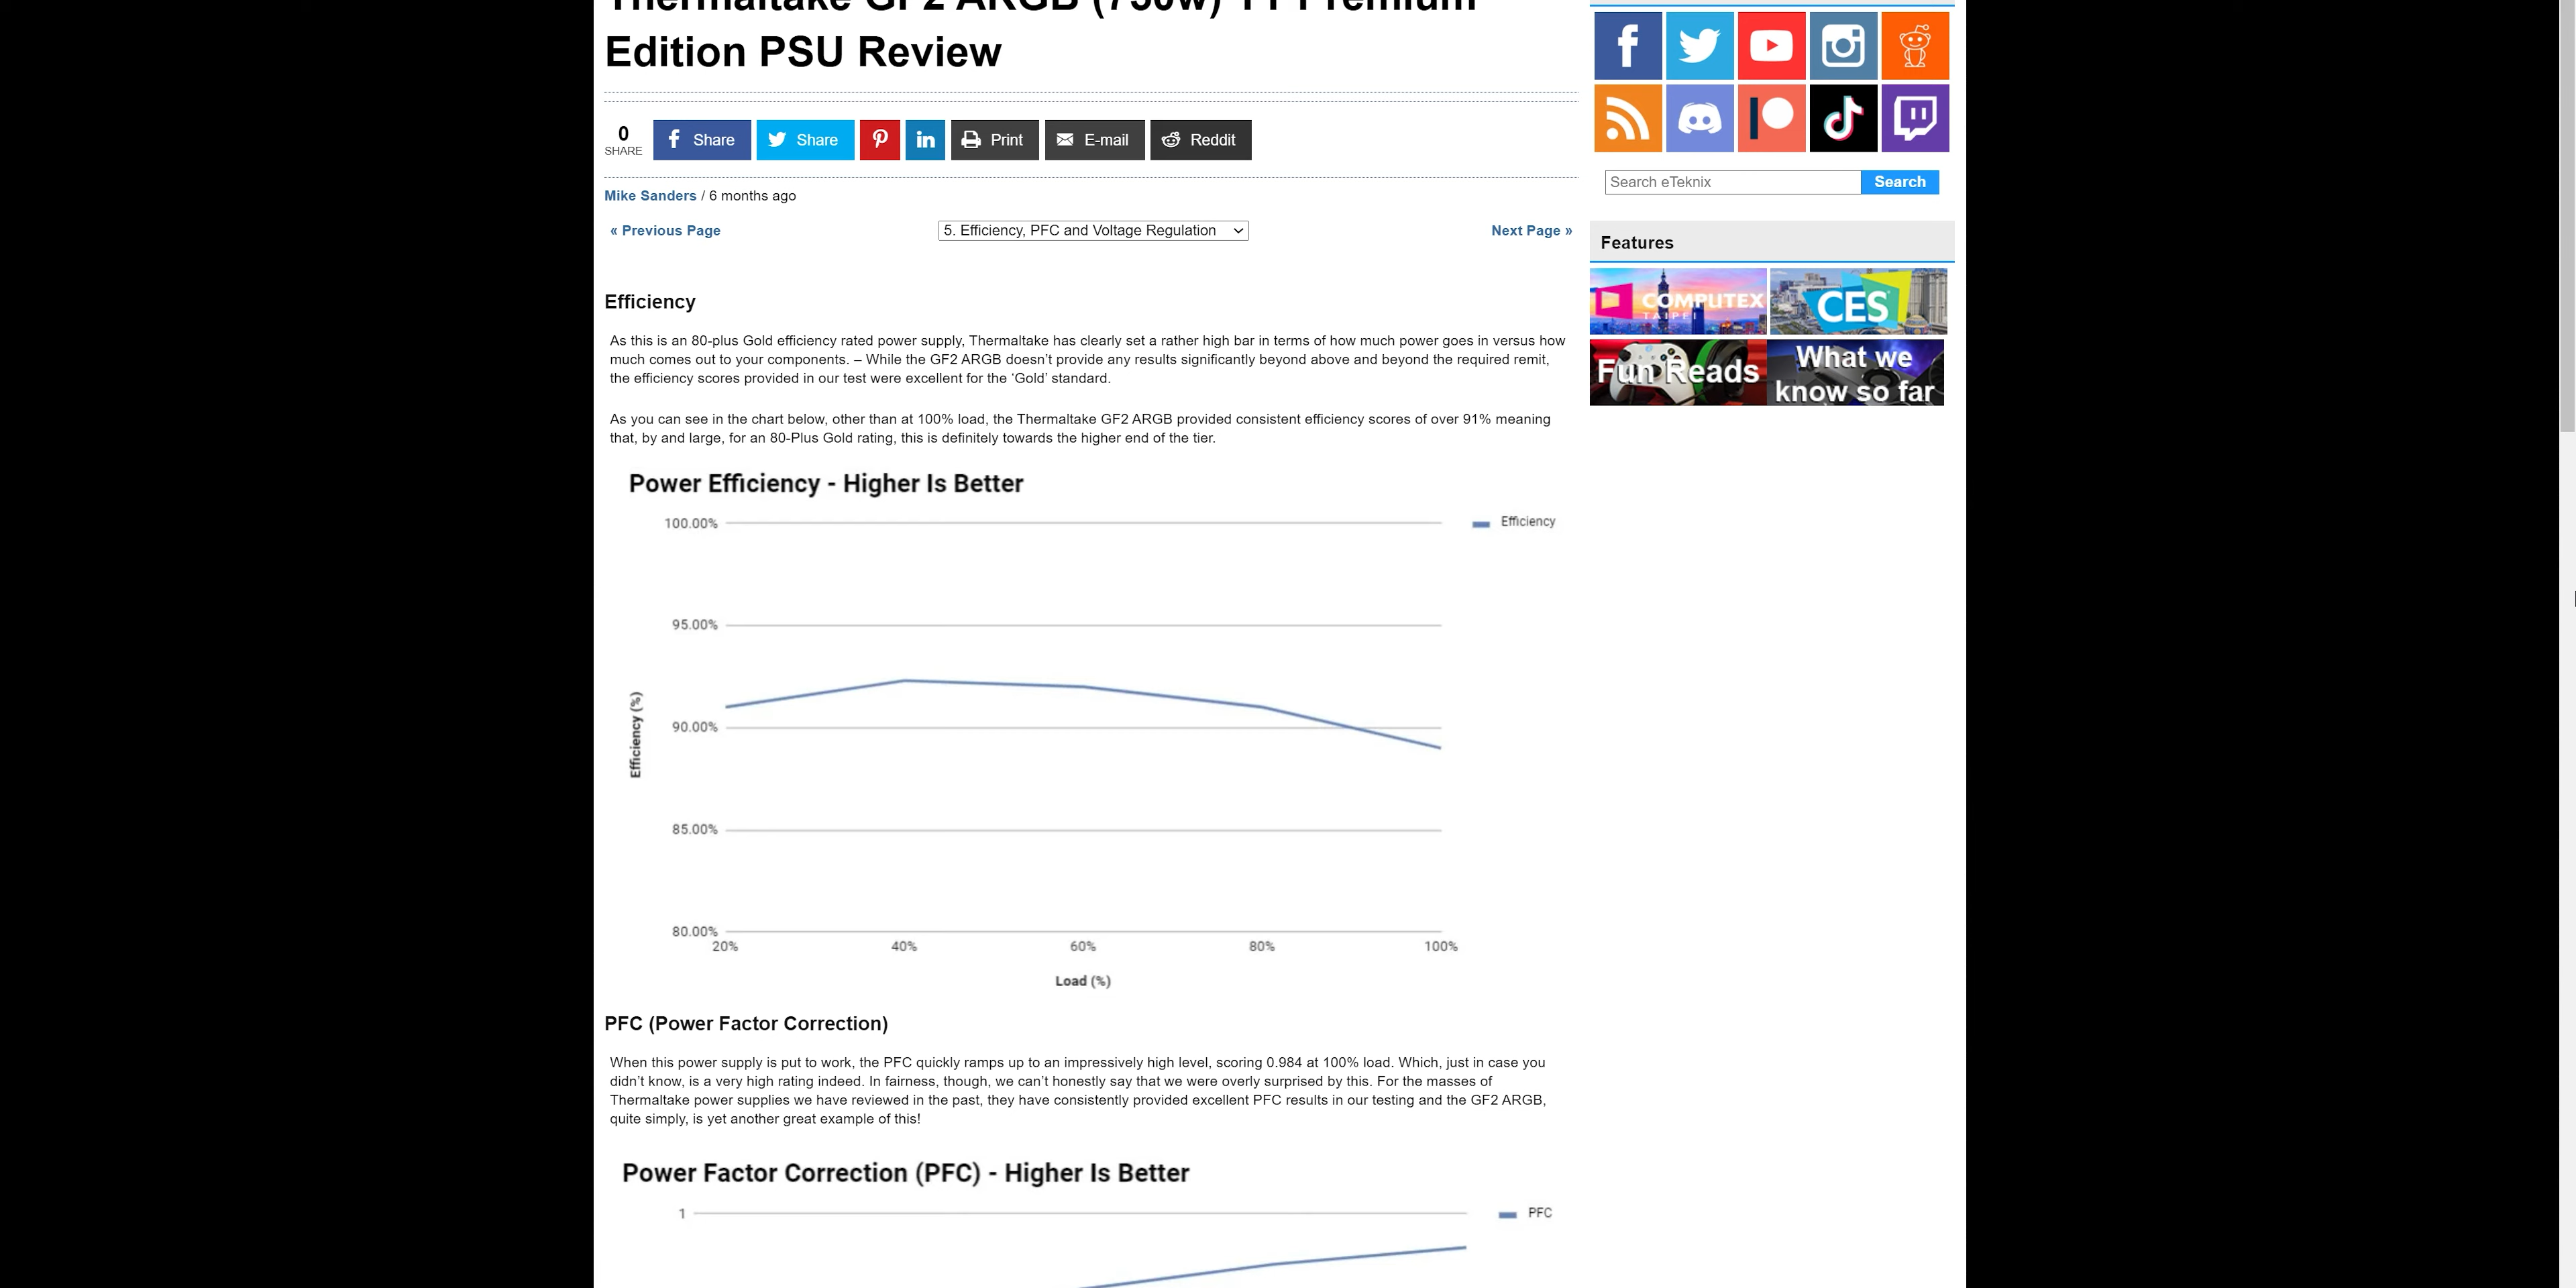 Thermaltake GF2 ARGB (750w) TT Premium
Edition PSU Review
0
SHARE
Share
Share
Print
E-mail
Reddit
Mike Sanders / 6 months ago
« Previous Page
5. Efficiency, PFC and Voltage Regulation
Next Page »
Efficiency
As this is an 80-plus Gold efficiency rated power supply, Thermaltake has clearly set a rather high bar in terms of how much power goes in versus how
much comes out to your components. – While the GF2 ARGB doesn’t provide any results significantly beyond above and beyond the required remit,
the efficiency scores provided in our test were excellent for the ‘Gold’ standard.
As you can see in the chart below, other than at 100% load, the Thermaltake GF2 ARGB provided consistent efficiency scores of over 91% meaning
that, by and large, for an 80-Plus Gold rating, this is definitely towards the higher end of the tier.
Power Efficiency - Higher Is Better
Efficiency
100.00%
95.00%
90.00%
85.00%
80.00%
Efficiency (%)
20%
40%
60%
80%
100%
Load (%)
PFC (Power Factor Correction)
When this power supply is put to work, the PFC quickly ramps up to an impressively high level, scoring 0.984 at 100% load. Which, just in case you
didn’t know, is a very high rating indeed. In fairness, though, we can’t honestly say that we were overly surprised by this. For the masses of
Thermaltake power supplies we have reviewed in the past, they have consistently provided excellent PFC results in our testing and the GF2 ARGB,
quite simply, is yet another great example of this!
Power Factor Correction (PFC) - Higher Is Better
1
PFC
Search eTeknix
Search
Features
COMPUTEX
TAIPEI
CES
Fun Reads
What we
know so far